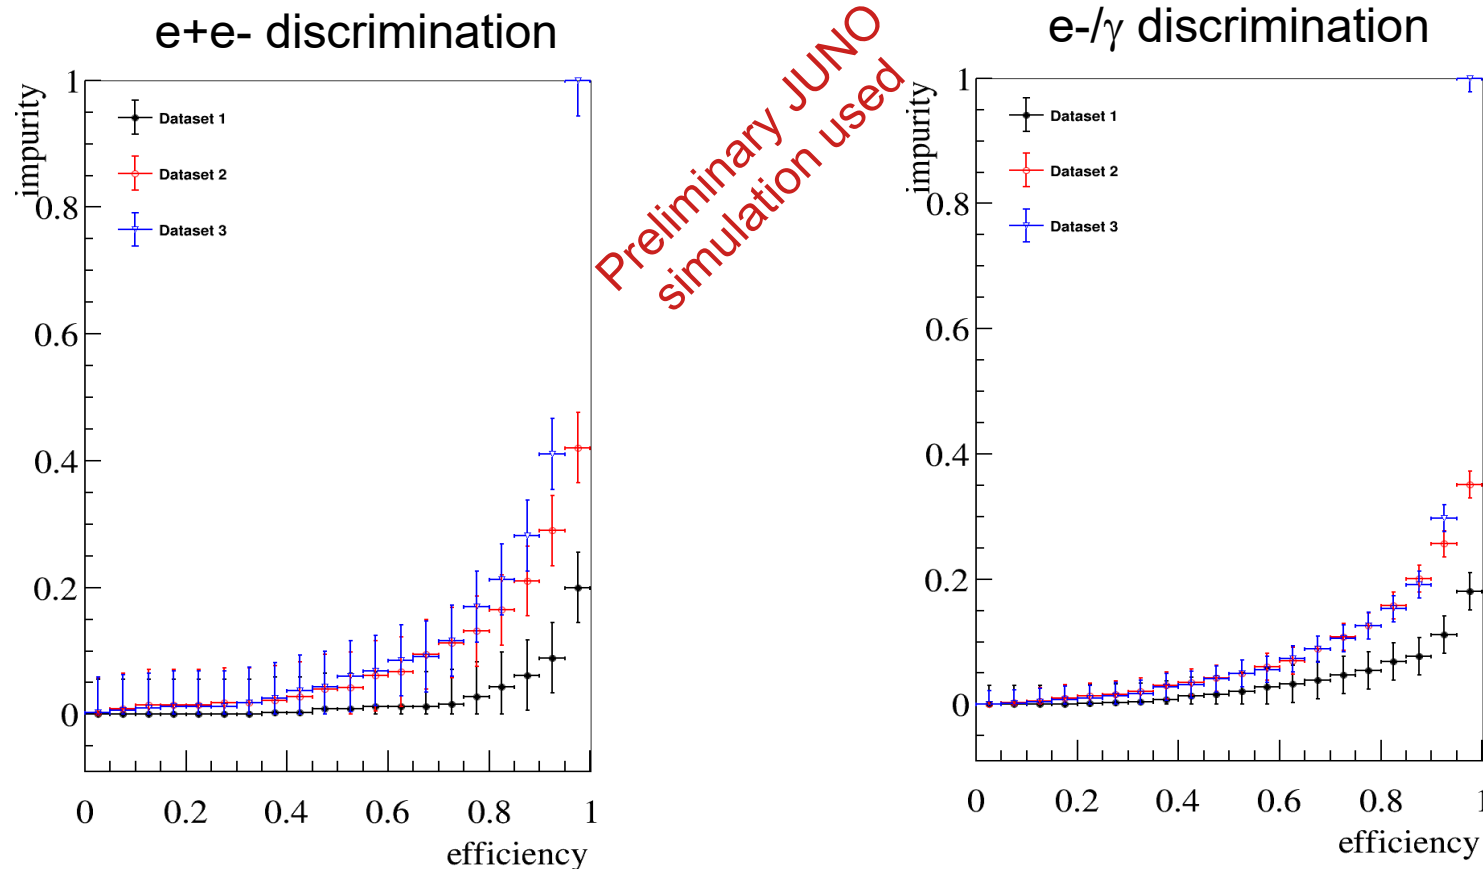 e+e- discrimination
e-/γ discrimination
Preliminary JUNO
simulation used
impurity
1
0.8
0.6
0.4
0.2
0
Dataset 1
Dataset 2
Dataset 3
0 0.2 0.4 0.6 0.8 1
efficiency
impurity
1
0.8
0.6
0.4
0.2
0
Dataset 1
Dataset 2
Dataset 3
0 0.2 0.4 0.6 0.8 1
efficiency